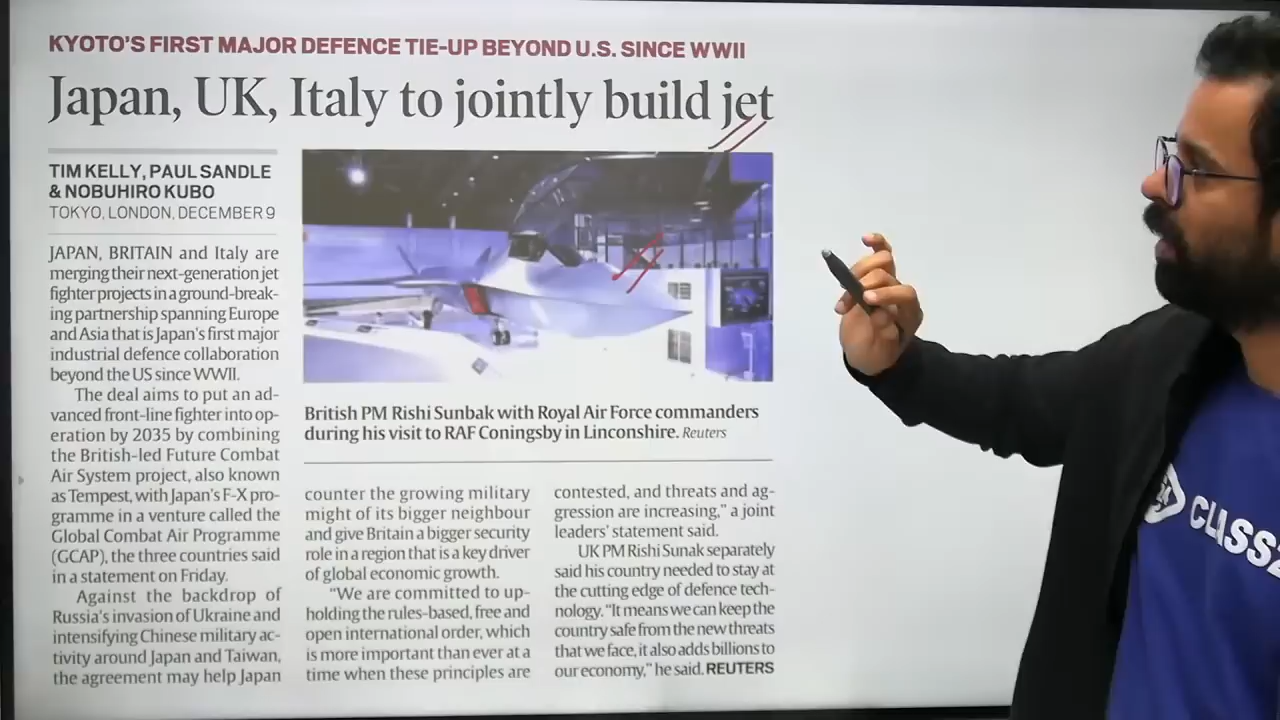 KYOTO'S FIRST MAJOR DEFENCE TIE-UP BEYOND U.S. SINCE WWII
Japan, UK, Italy to jointly build jet
TIM KELLY, PAUL SANDLE
& NOBUHIRO KUBO
TOKYO, LONDON, DECEMBER 9
JAPAN, BRITAIN and Italy are
merging their next-generation jet
fighter projects in a ground-break-
ing partnership spanning Europe
and Asia that is Japan's first major
industrial defence collaboration
beyond the US since WWII.
The deal aims to put an ad-
vanced front-line fighter into op-
eration by 2035 by combining
the British-led Future Combat
Air System project, also known
as Tempest, with Japan's F-X pro-
gramme in a venture called the
Global Combat Air Programme
(GCAP), the three countries said
in a statement on Friday.
Against the backdrop of
Russia's invasion of Ukraine and
intensifying Chinese military ac-
tivity around Japan and Taiwan,
the agreement may help Japan
British PM Rishi Sunbak with Royal Air Force commanders
during his visit to RAF Coningsby in Linconshire. Reuters
counter the growing military
might of its bigger neighbour
and give Britain a bigger security
role in a region that is a key driver
of global economic growth.
"We are committed to up-
holding the rules-based, free and
open international order, which
is more important than ever at a
time when these principles are
contested, and threats and ag-
gression are increasing," a joint
leaders' statement said.
UK PM Rishi Sunak separately
said his country needed to stay at
the cutting edge of defence tech-
nology. "It means we can keep the
country safe from the new threats
that we face, it also adds billions to
our economy," he said. REUTERS